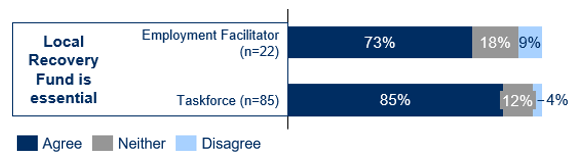 Local
Recovery
Fund is
essential
Employment Facilitator
(n=22)
73%
18%
9%
Taskforce (n=85)
85%
12%
4%
Agree
Neither
Disagree